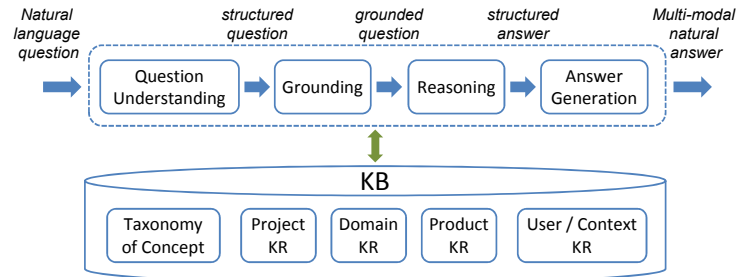 Natural
language
question
structured
question
grounded
question
structured
answer
Multi-modal
natural
answer
Question
Understanding
Grounding
Reasoning
Answer
Generation
KB
Taxonomy
of Concept
Project
KR
Domain
KR
Product
KR
User / Context
KR